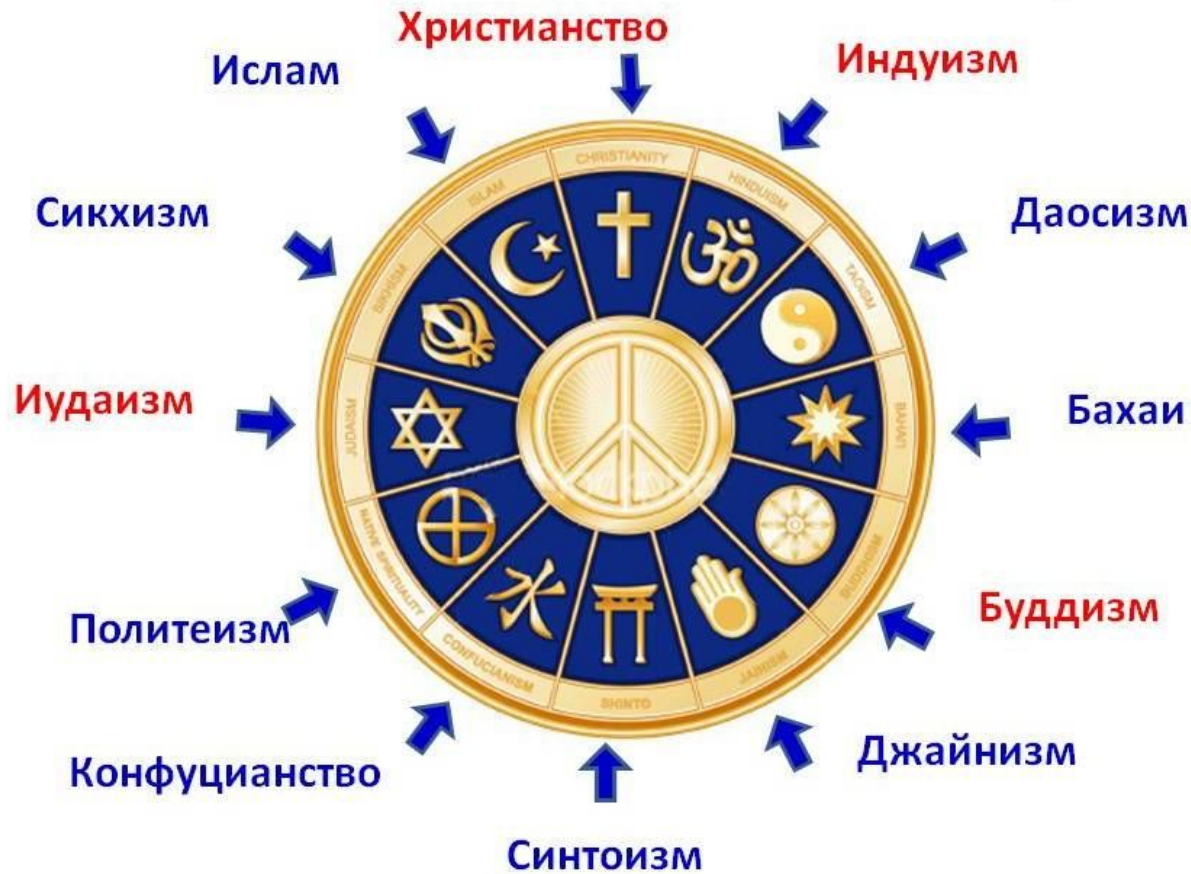 Христианство
Ислам
Индуизм
Сикхизм
Даосизм
Иудаизм
Бахаи
Политеизм
Буддизм
Конфуцианство
Джайнизм
Синтоизм
CHRISTIANITY
HINDUISM
TAOISM
BAHA'I
BUDDHISM
JAINISM
SHINTO
CONFUCIANISM
NATIVE SPIRITUALITY
JUDAISM
SIKHISM
ISLAM